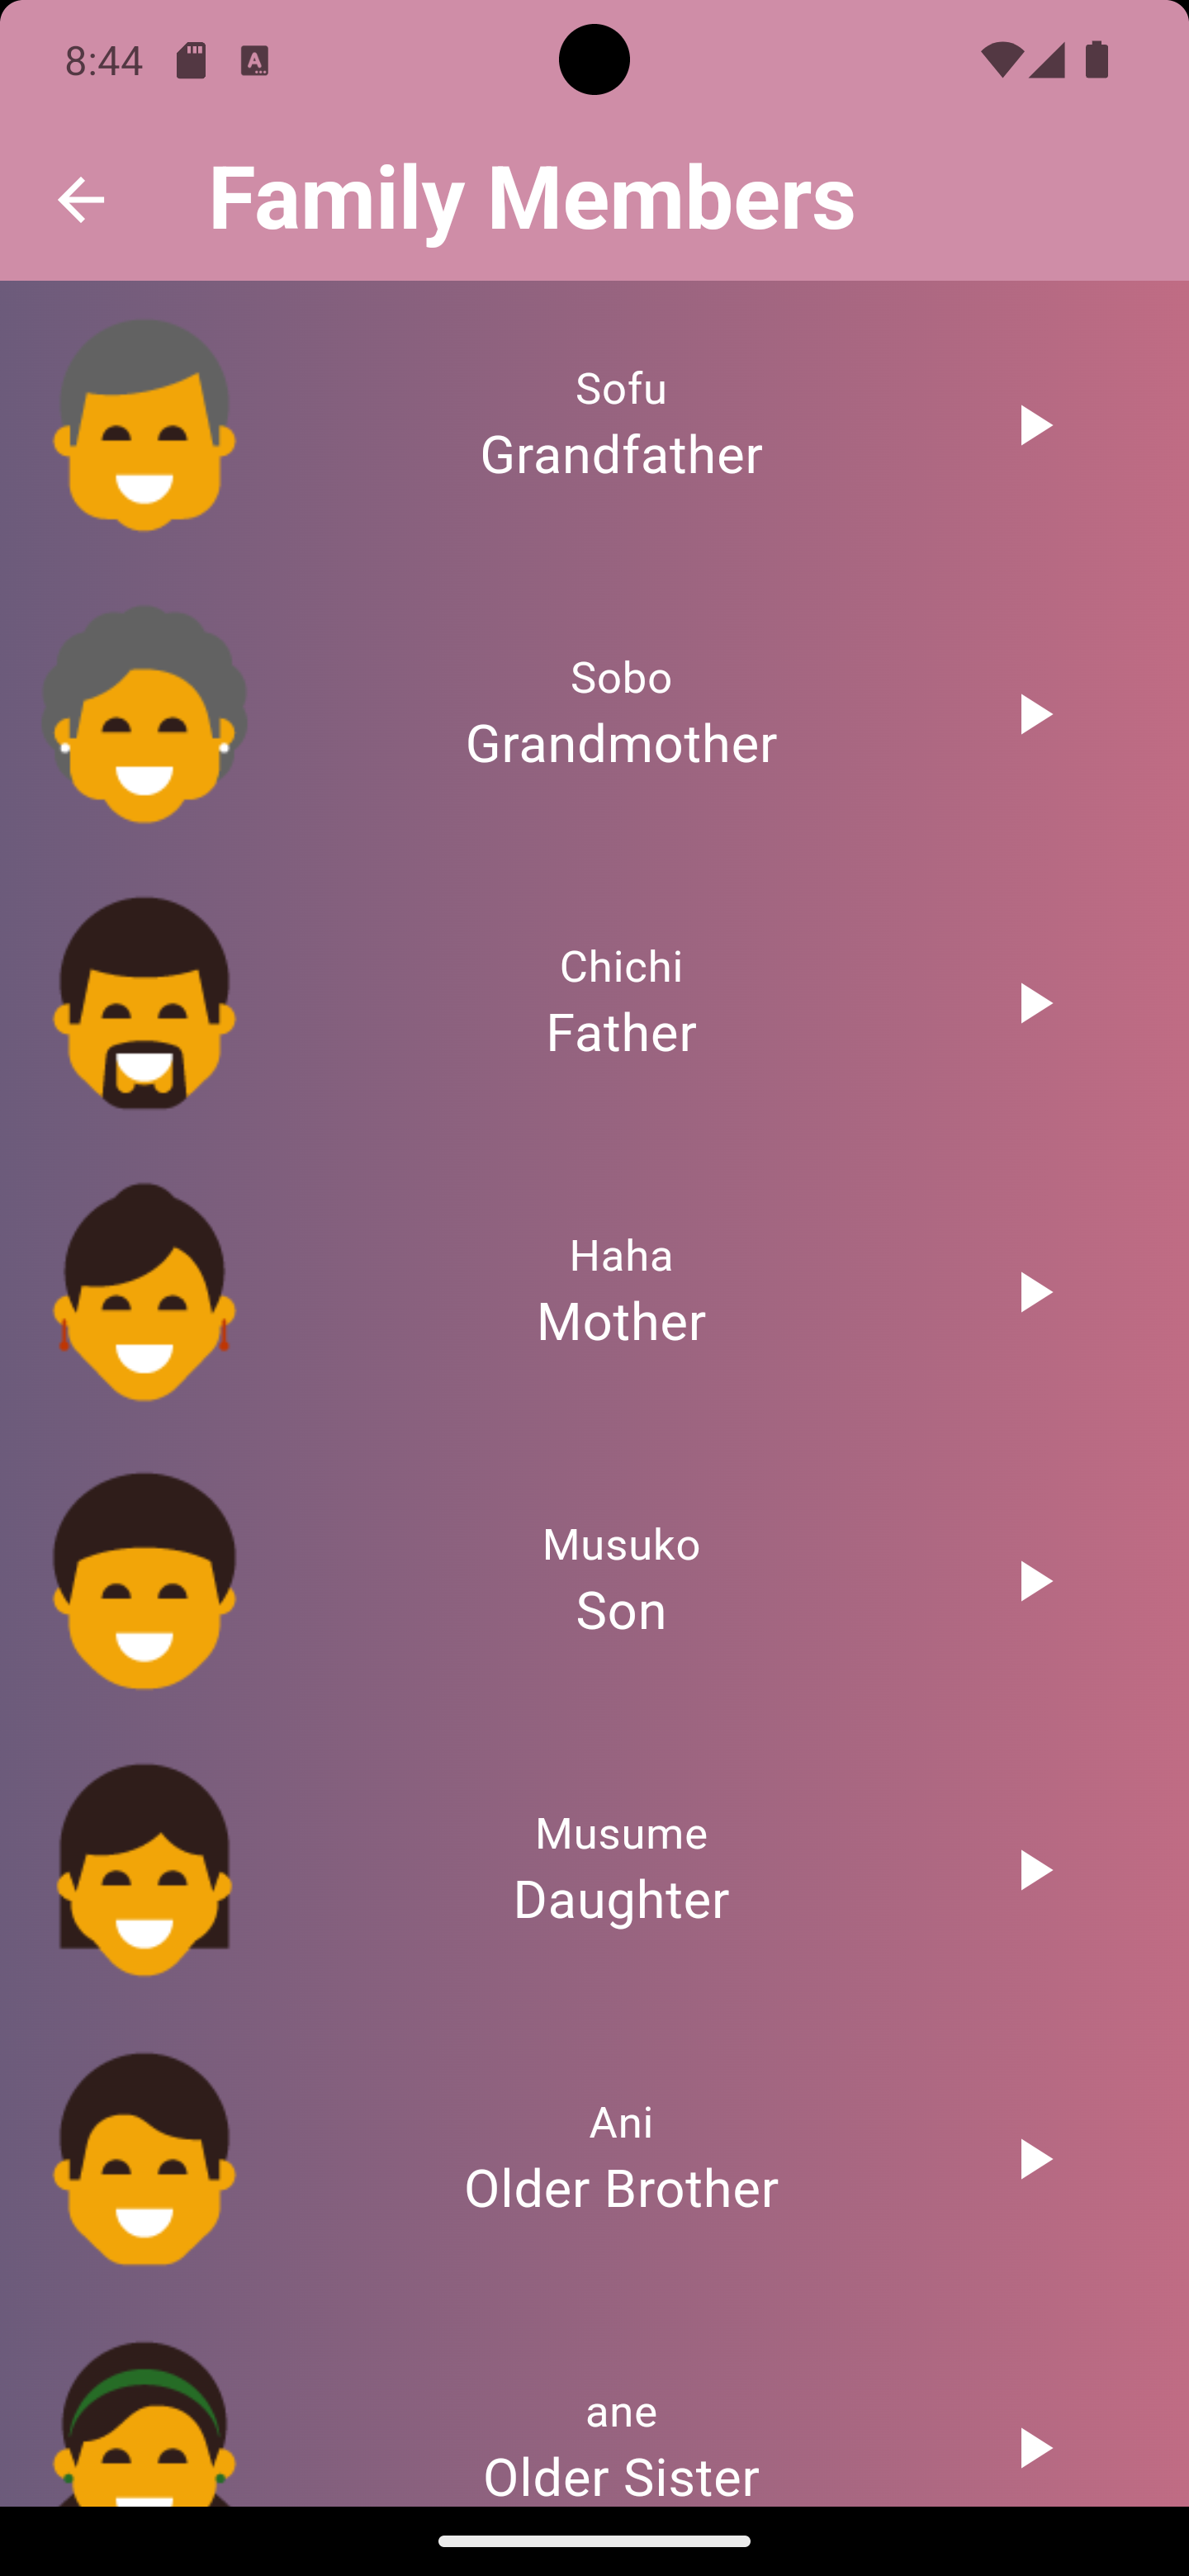 8:44
Family Members
Sofu
Grandfather
Sobo
Grandmother
Chichi
Father
Haha
Mother
Musuko
Son
Musume
Daughter
Ani
Older Brother
ane
Older Sister